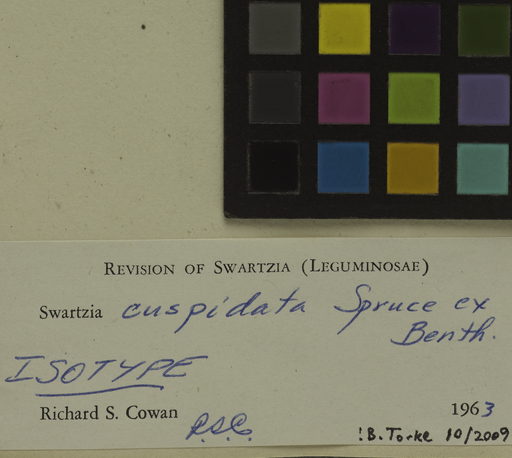 REVISION OF SWARTZIA (LEGUMINOSAE)
Swartzia cuspidata Spruce ex
Benth.
ISOTYPE
Richard S. Cowan 1963
R.S.C.
!B. Torke 10/2009